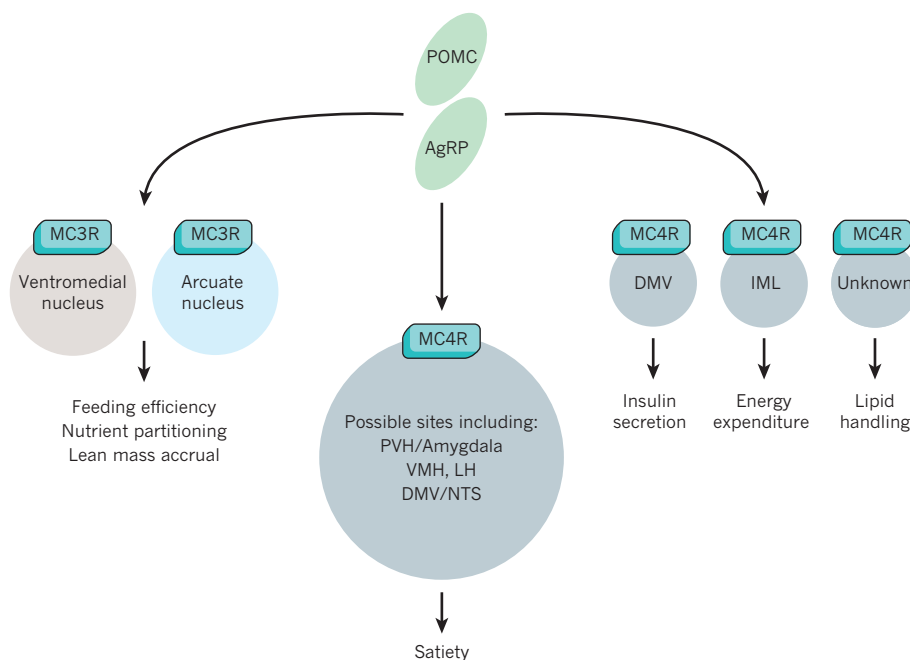 POMC
AgRP
MC3R
Ventromedial
nucleus
MC3R
Arcuate
nucleus
Feeding efficiency
Nutrient partitioning
Lean mass accrual
MC4R
Possible sites including:
PVH/Amygdala
VMH, LH
DMV/NTS
Satiety
MC4R
DMV
Insulin
secretion
MC4R
IML
Energy
expenditure
MC4R
Unknown
Lipid
handling